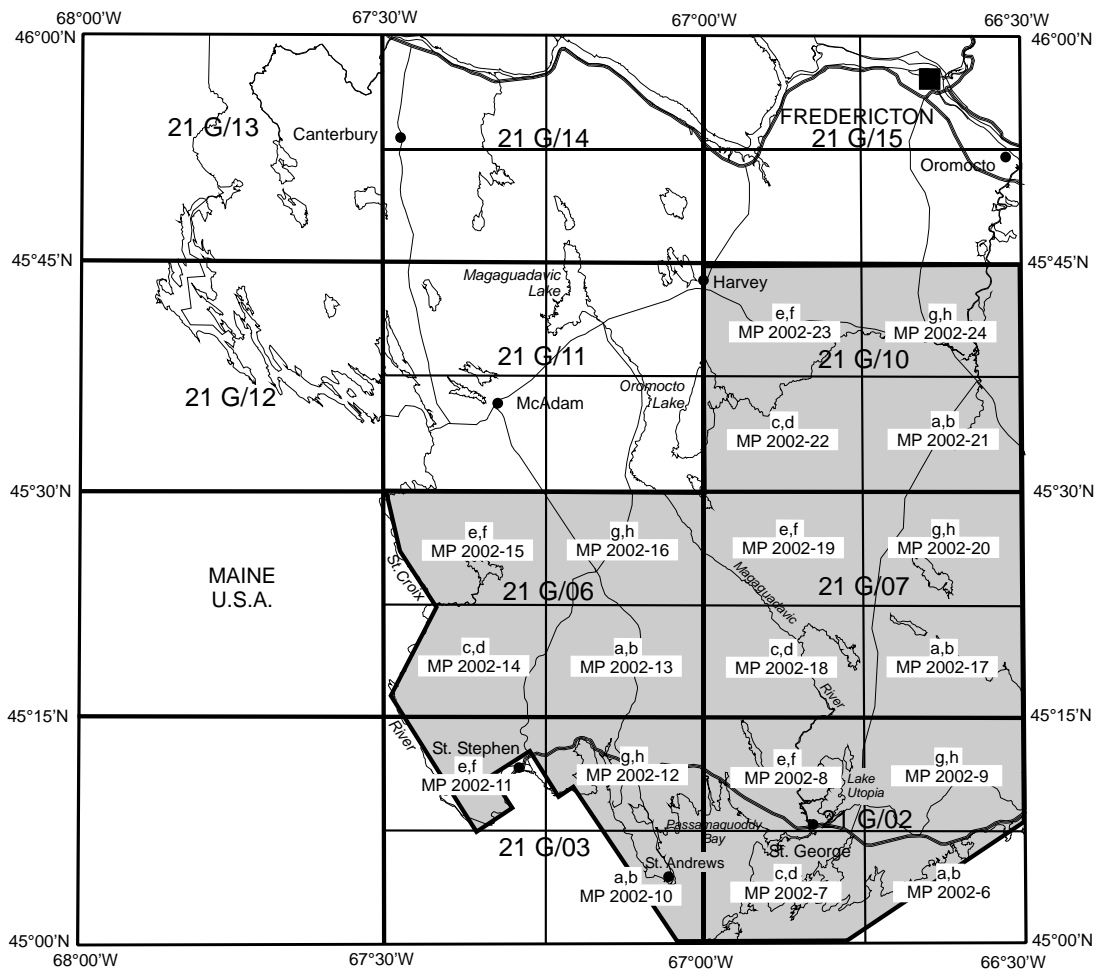 68°00'W
67°30'W
67°00'W
66°30'W
46°00'N
46°00'N
21 G/13
Canterbury
21 G/14
FREDERICTON
21 G/15
Oromocto
45°45'N
45°45'N
Magaguadavic
Lake
Harvey
e,f
MP 2002-23
g,h
MP 2002-24
21 G/11
21 G/10
21 G/12
McAdam
Oromocto
Lake
c,d
MP 2002-22
a,b
MP 2002-21
45°30'N
45°30'N
e,f
MP 2002-15
g,h
MP 2002-16
e,f
MP 2002-19
g,h
MP 2002-20
MAINE
U.S.A.
St. Croix
21 G/06
Magaguadavic
21 G/07
c,d
MP 2002-14
a,b
MP 2002-13
c,d
MP 2002-18
a,b
MP 2002-17
River
45°15'N
45°15'N
River
St. Stephen
e,f
MP 2002-11
g,h
MP 2002-12
e,f
MP 2002-8
g,h
MP 2002-9
Lake
Utopia
Passamaquoddy
Bay
21 G/02
21 G/03
St. George
St. Andrews
a,b
MP 2002-10
c,d
MP 2002-7
a,b
MP 2002-6
45°00'N
45°00'N
68°00'W
67°30'W
67°00'W
66°30'W